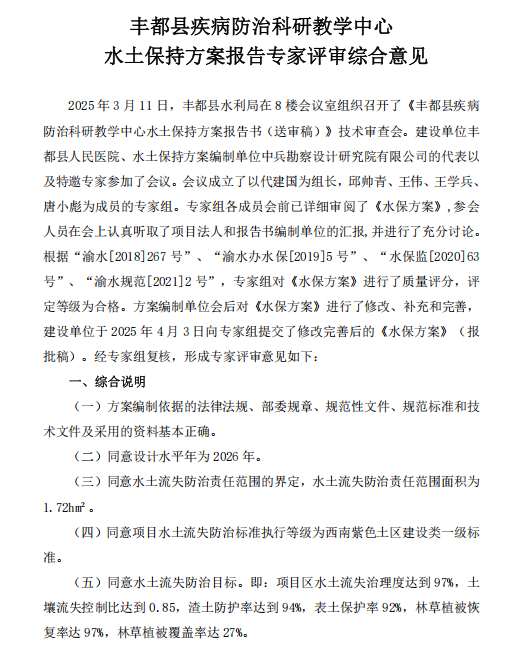 丰都县疾病防治科研教学中心
水土保持方案报告专家评审综合意见
2025 年 3 月 11 日，丰都县水利局在 8 楼会议室组织召开了《丰都县疾病
防治科研教学中心水土保持方案报告书（送审稿）》技术审查会。建设单位丰
都县人民医院、水土保持方案编制单位中兵勘察设计研究院有限公司的代表以
及特邀专家参加了会议。会议成立了以代建国为组长，邱帅青、王伟、王学兵、
唐小彪为成员的专家组。专家组各成员会前已详细审阅了《水保方案》,参会
人员在会上认真听取了项目法人和报告书编制单位的汇报,并进行了充分讨论。
根据“渝水[2018]267 号”、“渝水办水保[2019]5 号”、“水保监[2020]63
号”、“渝水规范[2021]2 号”，专家组对《水保方案》进行了质量评分，评
定等级为合格。方案编制单位会后对《水保方案》进行了修改、补充和完善，
建设单位于 2025 年 4 月 3 日向专家组提交了修改完善后的《水保方案》（报
批稿）。经专家组复核，形成专家评审意见如下：
一、综合说明
（一）方案编制依据的法律法规、部委规章、规范性文件、规范标准和技
术文件及采用的资料基本正确。
（二）同意设计水平年为 2026 年。
（三）同意水土流失防治责任范围的界定，水土流失防治责任范围面积为
1.72hm²。
（四）同意项目水土流失防治标准执行等级为西南紫色土区建设类一级标
准。
（五）同意水土流失防治目标。即：项目区水土流失治理度达到 97%，土
壤流失控制比达到 0.85，渣土防护率达到 94%，表土保护率 92%，林草植被恢
复率达 97%，林草植被覆盖率达 27%。